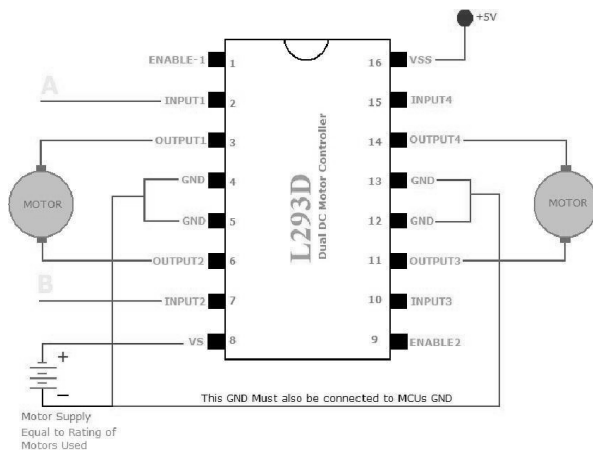 +5V
ENABLE-1 1 16 VSS
A
INPUT1 2 15 INPUT4
OUTPUT1 3 14 OUTPUT4
GND 4 13 GND
MOTOR L293D Dual DC Motor Controller MOTOR
GND 5 12 GND
OUTPUT2 6 11 OUTPUT3
B
INPUT2 7 10 INPUT3
VS 8 9 ENABLE2
+
−
This GND Must also be connected to MCUs GND
Motor Supply
Equal to Rating of
Motors Used